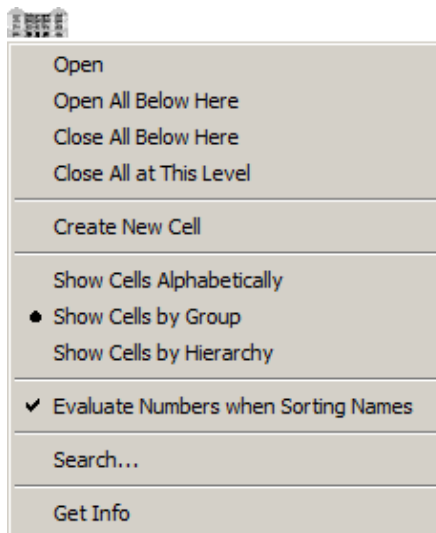 Open
Open All Below Here
Close All Below Here
Close All at This Level
Create New Cell
Show Cells Alphabetically
Show Cells by Group
Show Cells by Hierarchy
Evaluate Numbers when Sorting Names
Search...
Get Info